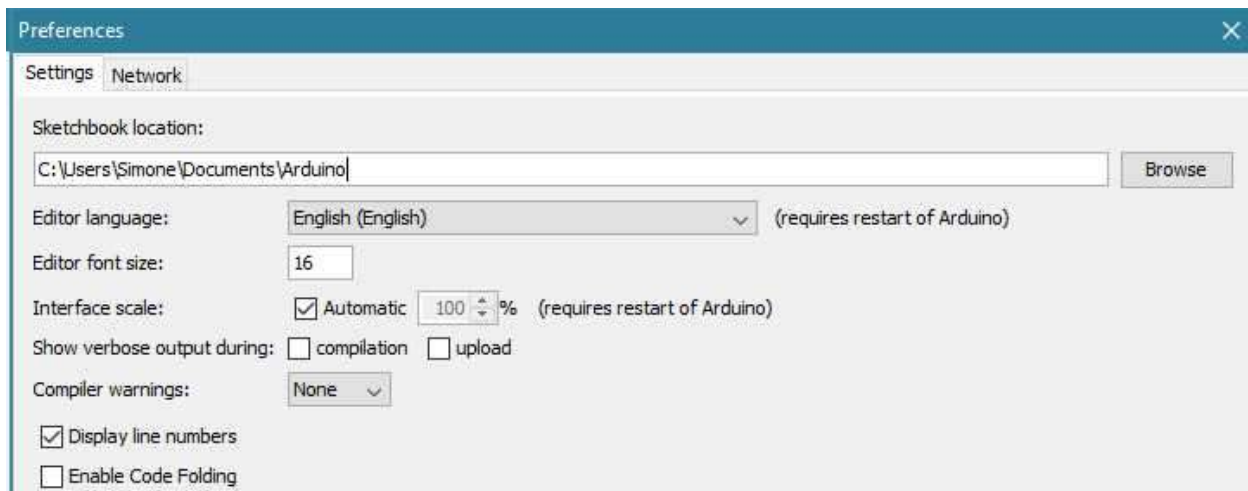 Preferences
Settings Network
Sketchbook location:
C:\Users\Simone\Documents\Arduino Browse
Editor language: English (English) (requires restart of Arduino)
Editor font size: 16
Interface scale: Automatic 100 % (requires restart of Arduino)
Show verbose output during: compilation upload
Compiler warnings: None
Display line numbers
Enable Code Folding